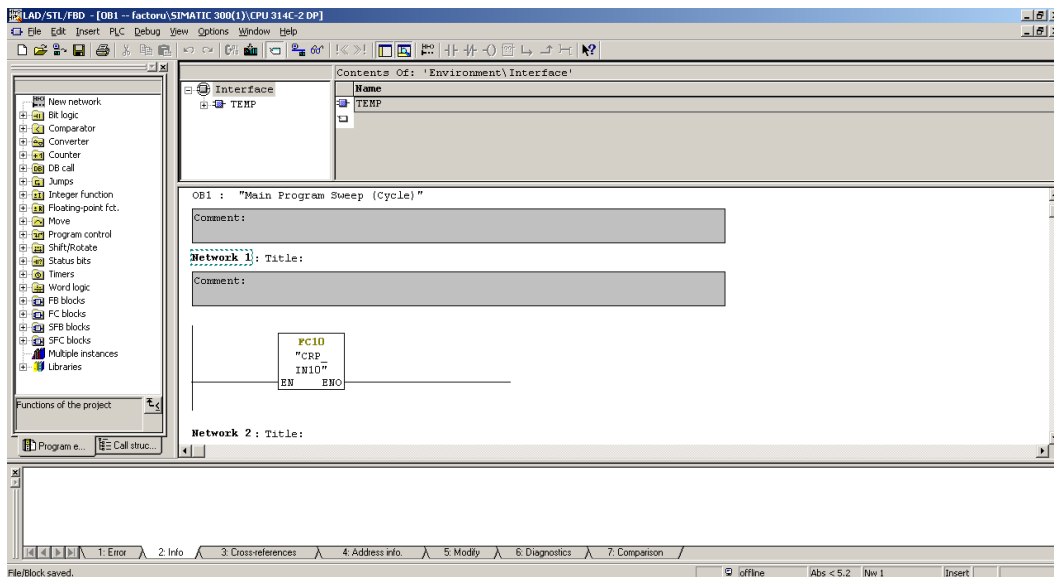 LAD/STL/FBD - [OB1 -- factoru\SIMATIC 300(1)\CPU 314C-2 DP]
File Edit Insert PLC Debug View Options Window Help
Contents Of: 'Environment\Interface'
Interface
TEMP
Name
TEMP
New network
Bit logic
Comparator
Converter
Counter
DB call
Jumps
Integer function
Floating-point fct.
Move
Program control
Shift/Rotate
Status bits
Timers
Word logic
FB blocks
FC blocks
SFB blocks
SFC blocks
Multiple instances
Libraries
Functions of the project
Program e...
Call struc...
OB1 : "Main Program Sweep (Cycle)"
Comment:
Network 1: Title:
Comment:
FC10
"CRP_
IN10"
EN ENO
Network 2: Title:
1: Error 2: Info 3: Cross-references 4: Address info. 5: Modify 6: Diagnostics 7: Comparison
File/Block saved.
offline Abs < 5.2 Nw 1 Insert